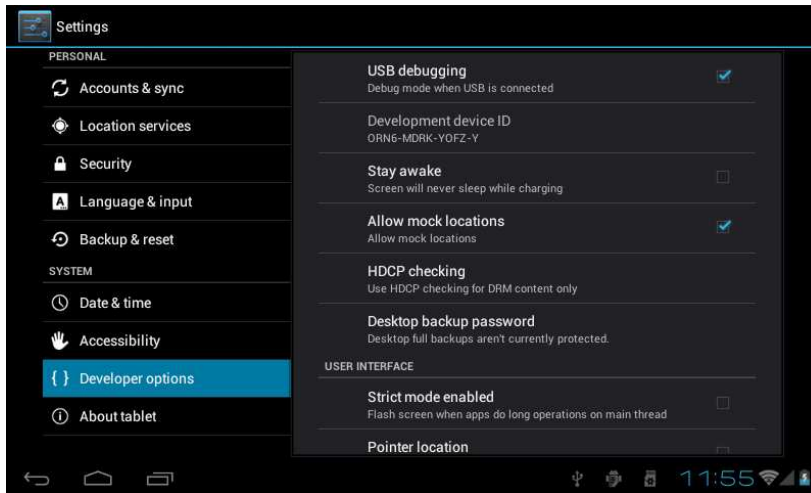 Settings
PERSONAL
Accounts & sync
Location services
Security
Language & input
Backup & reset
SYSTEM
Date & time
Accessibility
{ } Developer options
About tablet
USB debugging
Debug mode when USB is connected
Development device ID
ORN6-MDRK-YOFZ-Y
Stay awake
Screen will never sleep while charging
Allow mock locations
Allow mock locations
HDCP checking
Use HDCP checking for DRM content only
Desktop backup password
Desktop full backups aren't currently protected.
USER INTERFACE
Strict mode enabled
Flash screen when apps do long operations on main thread
Pointer location
11:55